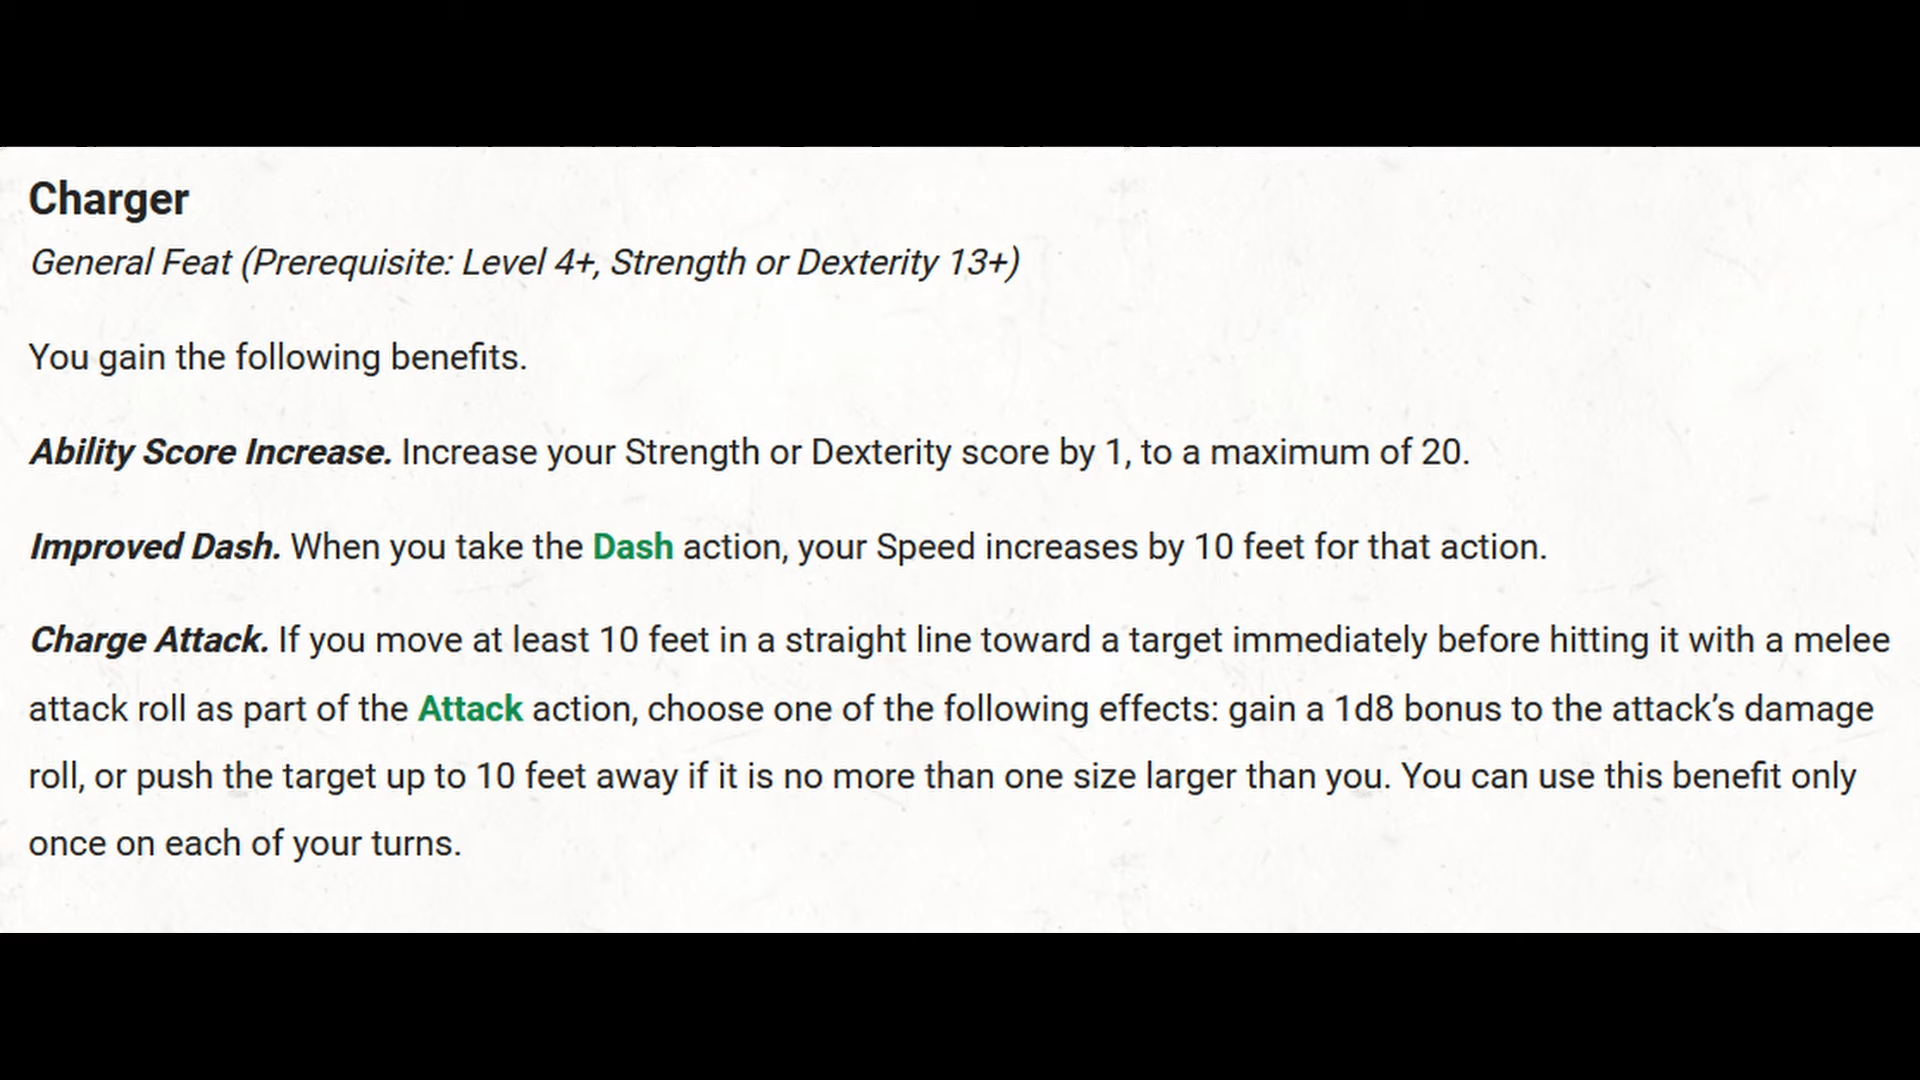 Charger
General Feat (Prerequisite: Level 4+, Strength or Dexterity 13+)
You gain the following benefits.
Ability Score Increase. Increase your Strength or Dexterity score by 1, to a maximum of 20.
Improved Dash. When you take the Dash action, your Speed increases by 10 feet for that action.
Charge Attack. If you move at least 10 feet in a straight line toward a target immediately before hitting it with a melee
attack roll as part of the Attack action, choose one of the following effects: gain a 1d8 bonus to the attack’s damage
roll, or push the target up to 10 feet away if it is no more than one size larger than you. You can use this benefit only
once on each of your turns.